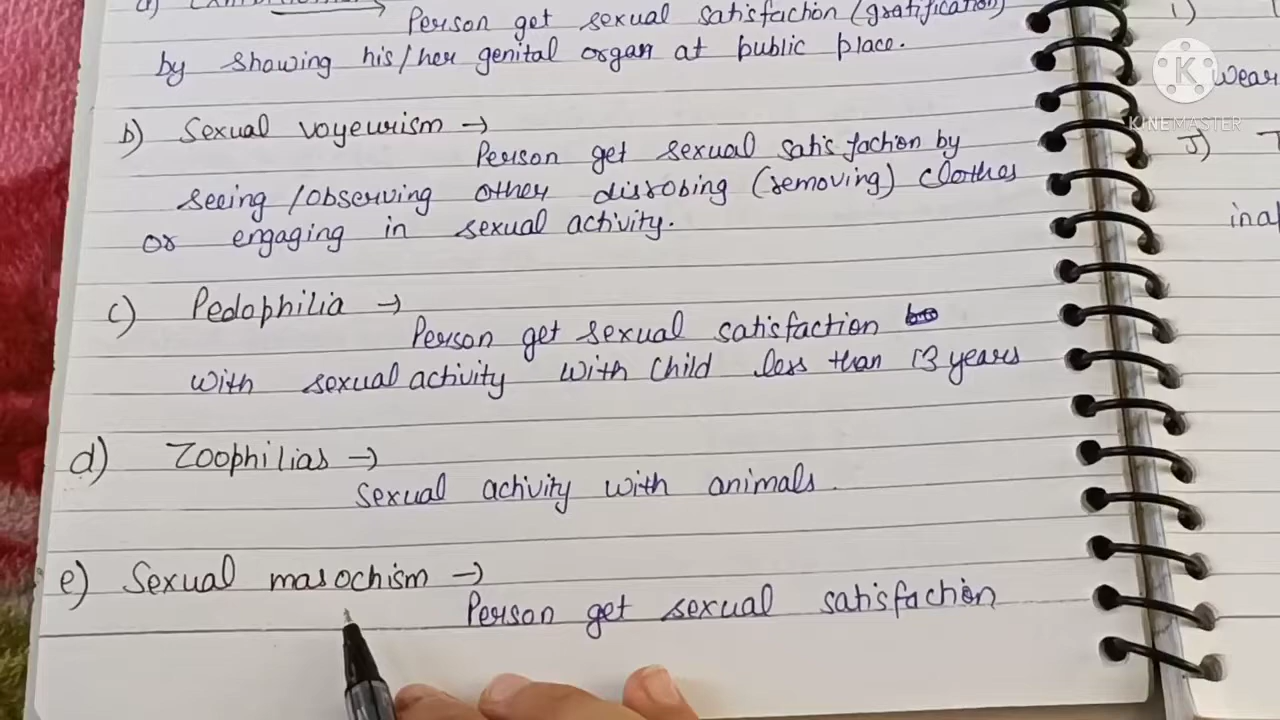 a)
Person get sexual satisfaction (gratification)
by showing his/her genital organ at public place.
b) Sexual voyeurism →
Person get sexual satisfaction by
seeing /observing other disrobing (removing) clothes
or engaging in sexual activity.
c) Pedophilia →
Person get sexual satisfaction
with sexual activity with child less than 13 years
d) Zoophilias →
Sexual activity with animals.
e) Sexual masochism →
Person get sexual satisfaction
i)
wear
J)
K
KINEMASTER